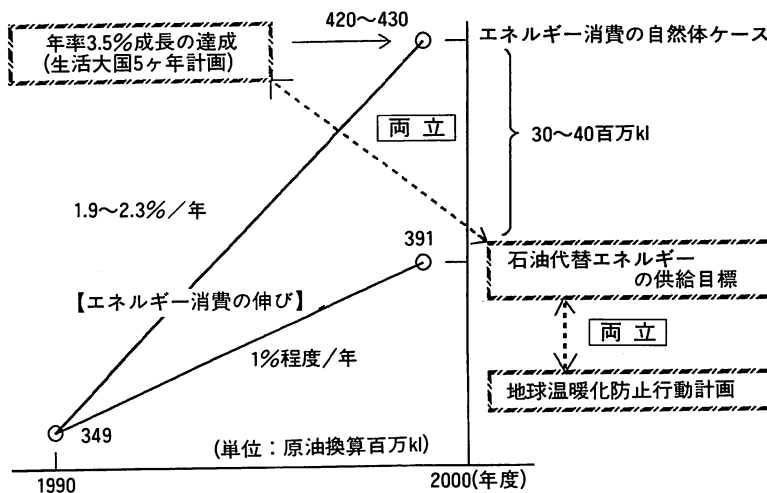 420〜430
エネルギー消費の自然体ケース
年率3.5%成長の達成
(生活大国5ヶ年計画)
両 立
30〜40百万kl
1.9〜2.3%/年
391
石油代替エネルギー
の供給目標
【エネルギー消費の伸び】
両 立
1%程度/年
地球温暖化防止行動計画
349
(単位:原油換算百万kl)
1990
2000(年度)